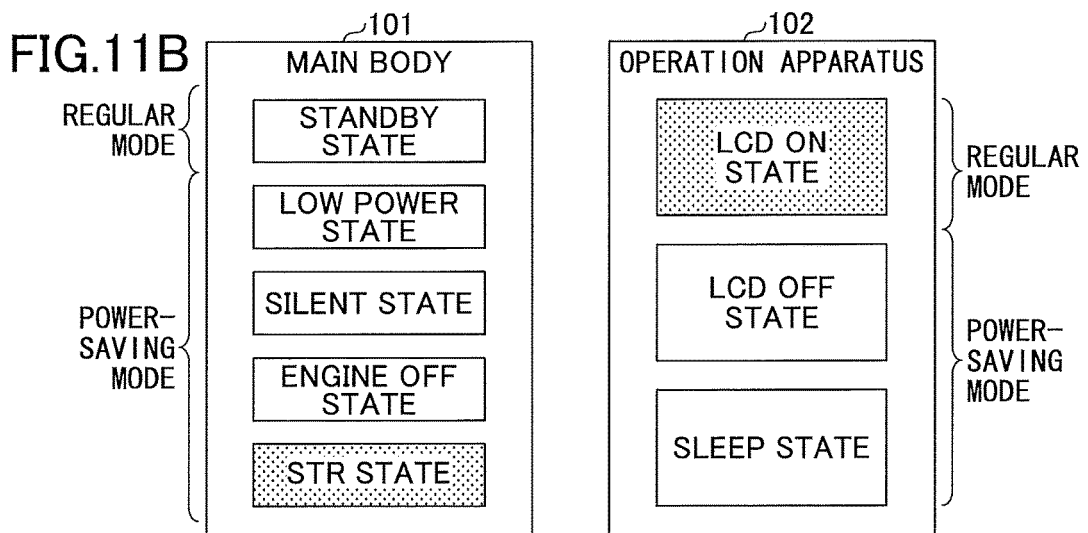 FIG.11B
101
MAIN BODY
REGULAR
MODE
STANDBY
STATE
LOW POWER
STATE
SILENT STATE
POWER-
SAVING
MODE
ENGINE OFF
STATE
STR STATE
102
OPERATION APPARATUS
LCD ON
STATE
REGULAR
MODE
LCD OFF
STATE
POWER-
SAVING
MODE
SLEEP STATE